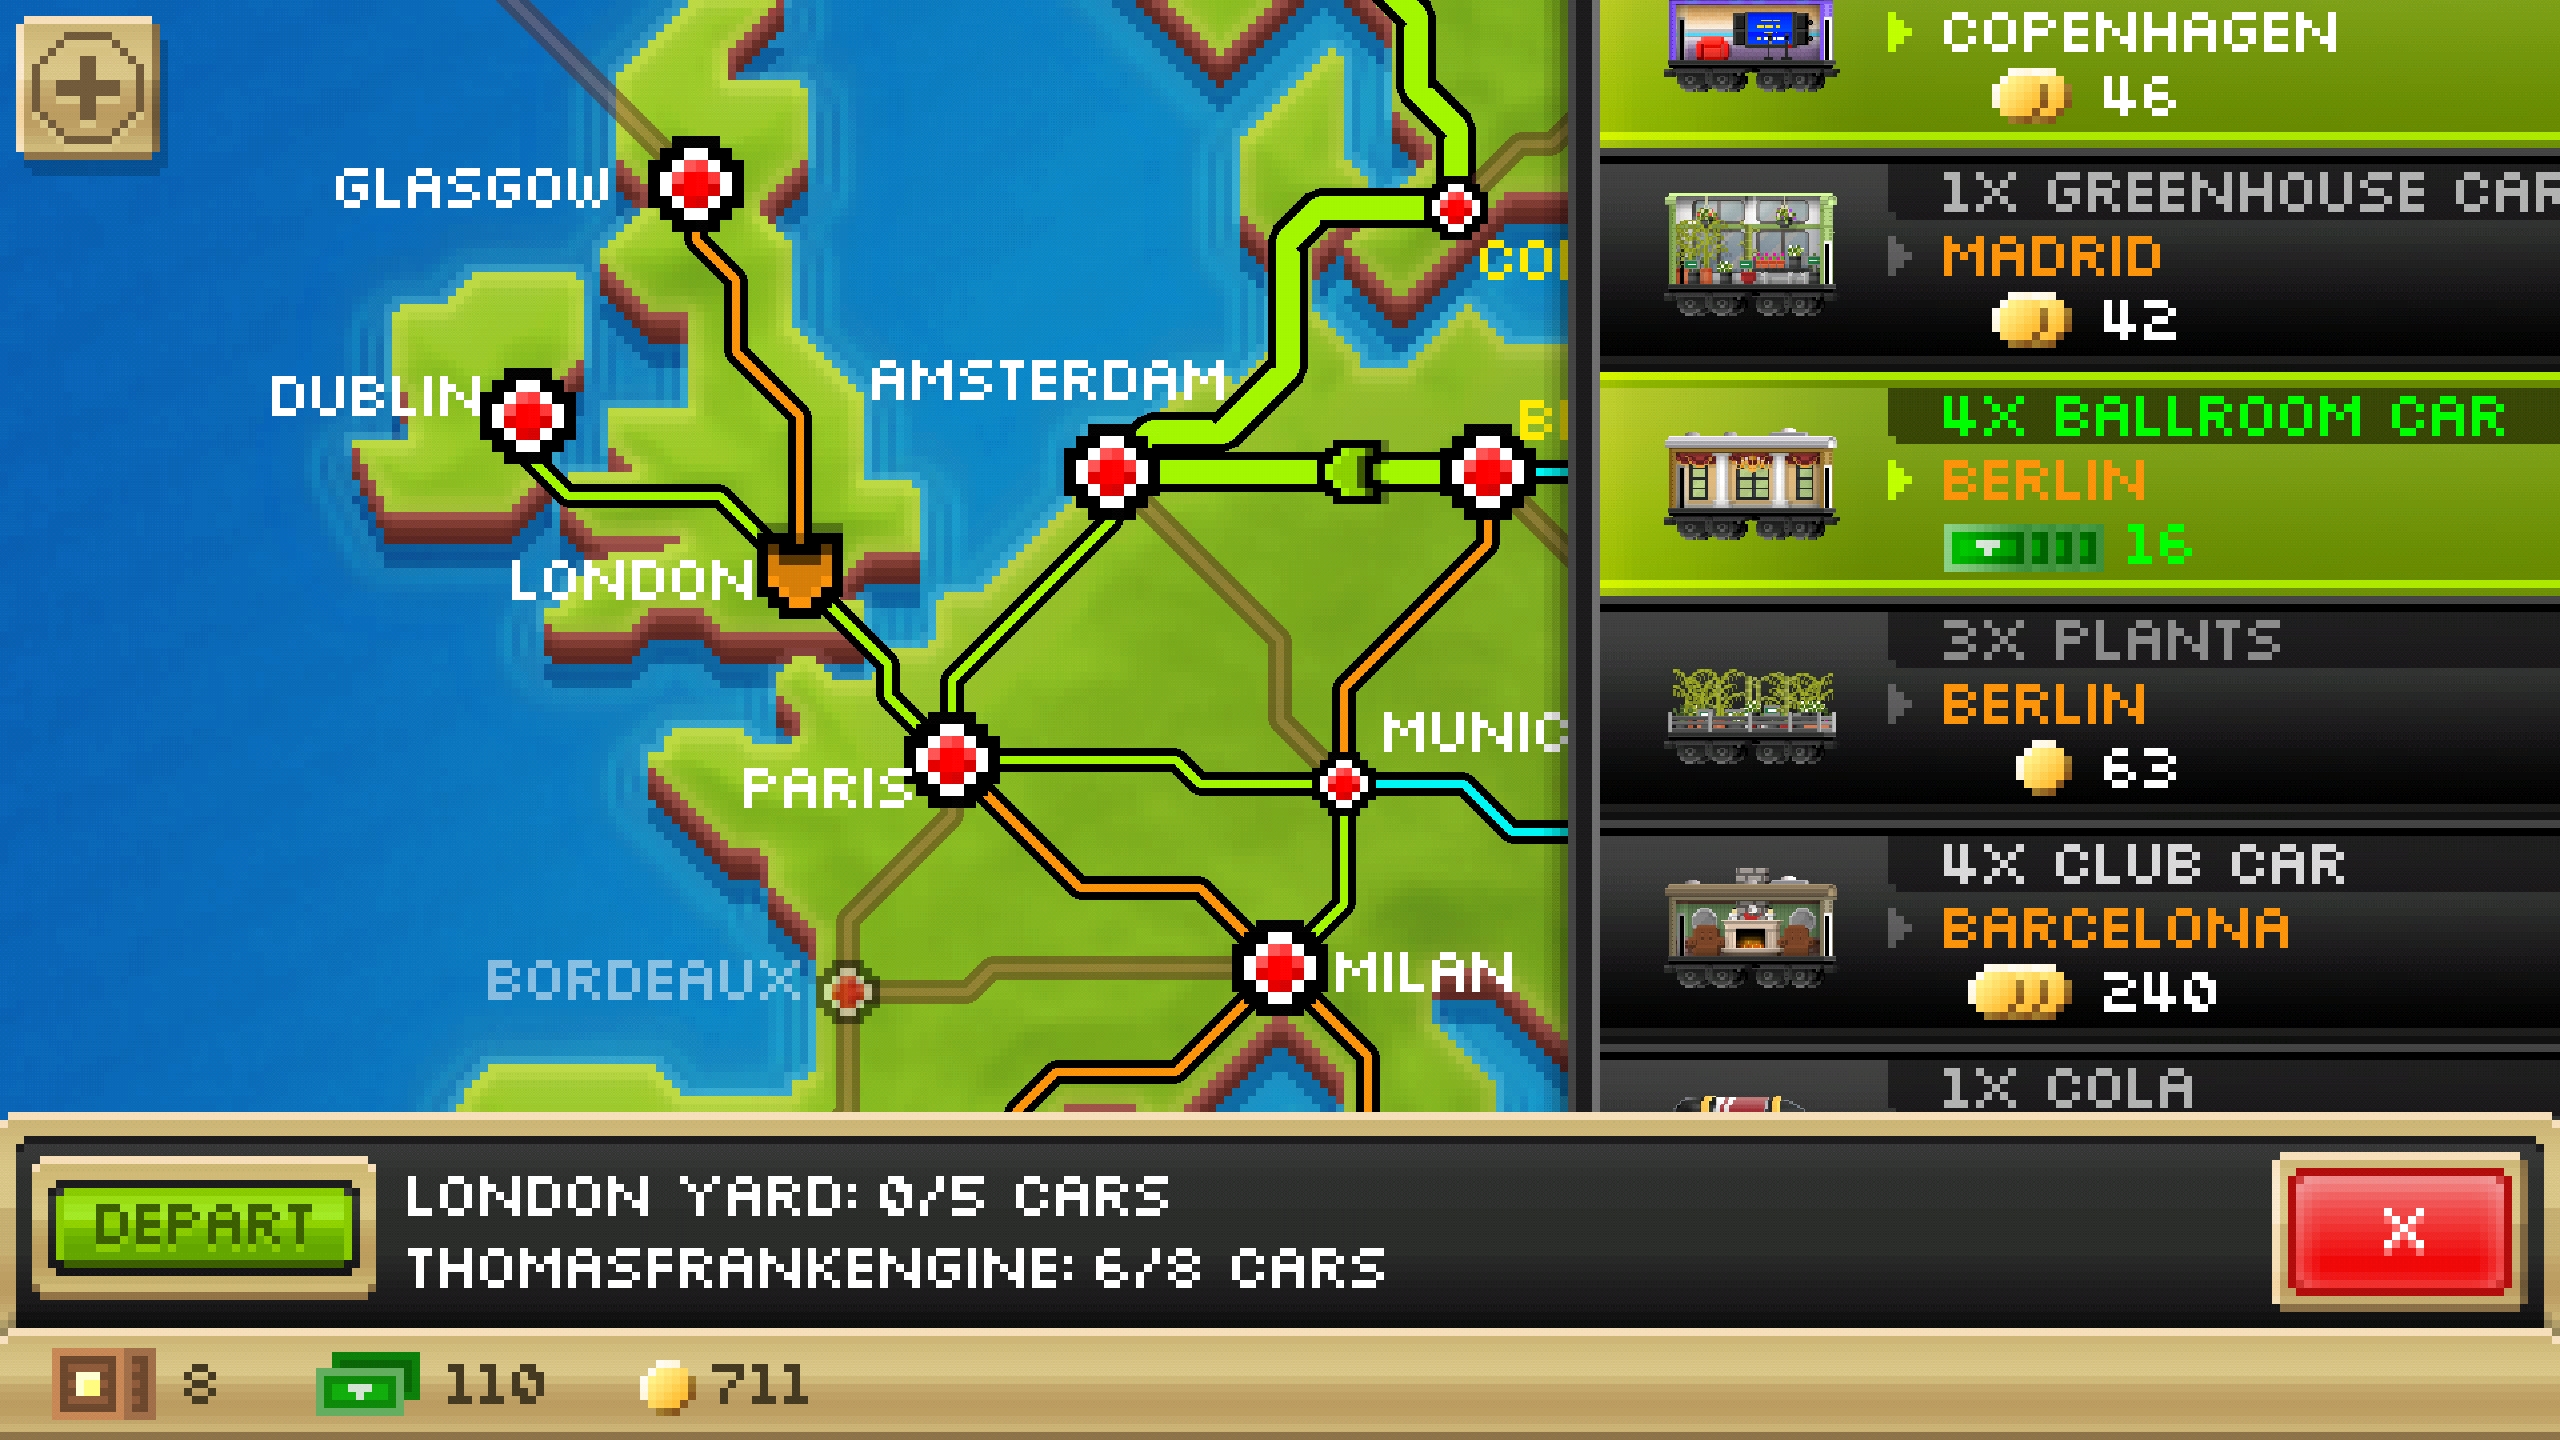 GLASGOW
DUBLIN
AMSTERDAM
LONDON
PARIS
MUNIC
BORDEAUX
MILAN
COPENHAGEN
46
1X GREENHOUSE CAR
MADRID
42
4X BALLROOM CAR
BERLIN
16
3X PLANTS
BERLIN
63
4X CLUB CAR
BARCELONA
240
1X COLA
DEPART
LONDON YARD: 0/5 CARS
THOMASFRANKENGINE: 6/8 CARS
X
8
110
711